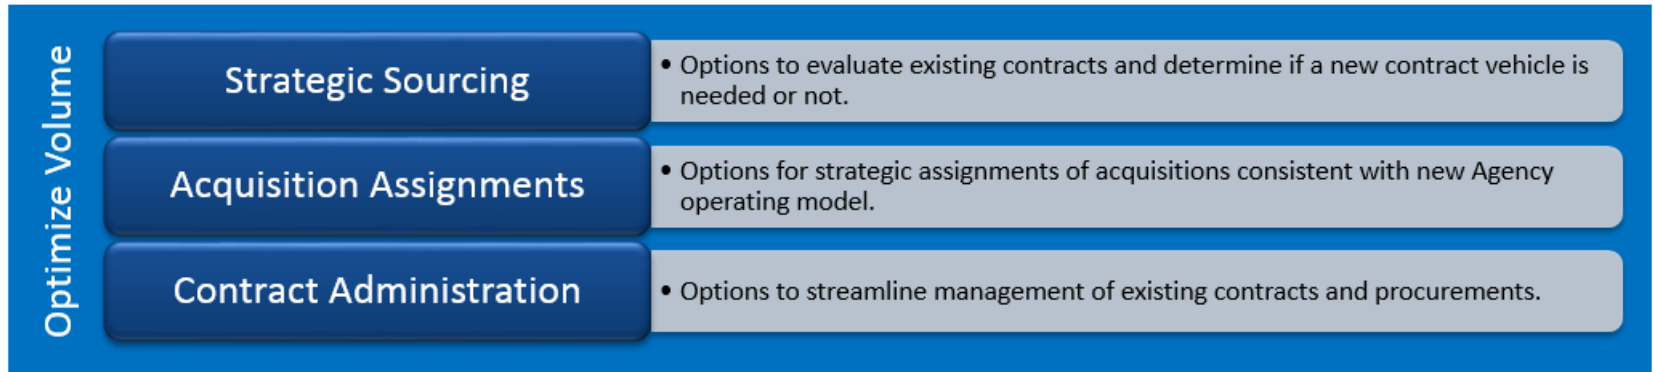 Optimize Volume
Strategic Sourcing
• Options to evaluate existing contracts and determine if a new contract vehicle is
needed or not.
Acquisition Assignments
• Options for strategic assignments of acquisitions consistent with new Agency
operating model.
Contract Administration
• Options to streamline management of existing contracts and procurements.